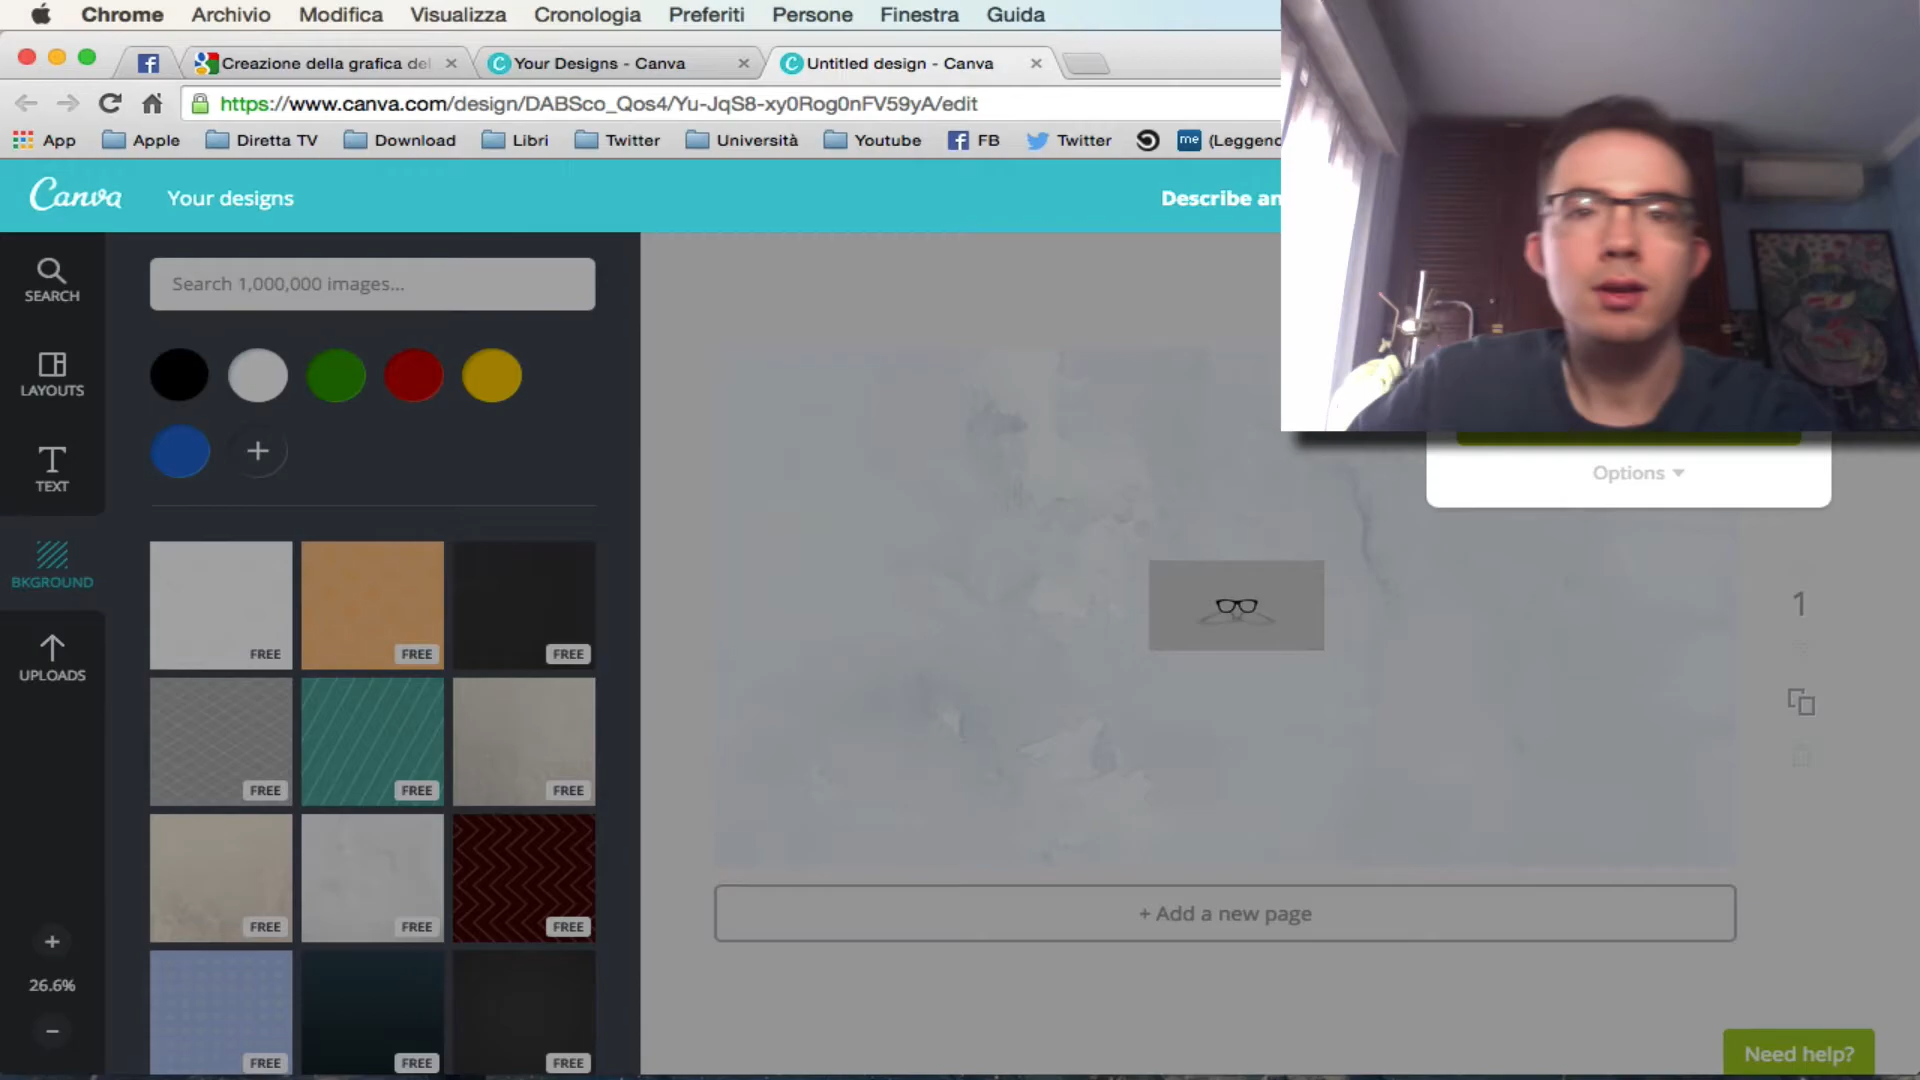 Chrome Archivio Modifica Visualizza Cronologia Preferiti Persone Finestra Guida
Creazione della grafica del
Your Designs - Canva
Untitled design - Canva
https://www.canva.com/design/DABSco_Qos4/Yu-JqS8-xy0Rog0nFV59yA/edit
App Apple Diretta TV Download Libri Twitter Università Youtube FB Twitter me (Leggend
Canva Your designs Describe an
Search 1,000,000 images...
SEARCH
LAYOUTS
TEXT
BKGROUND
UPLOADS
+
26.6%
−
+
FREE FREE FREE
FREE FREE FREE
FREE FREE FREE
FREE FREE FREE
Options
1
+ Add a new page
Need help?